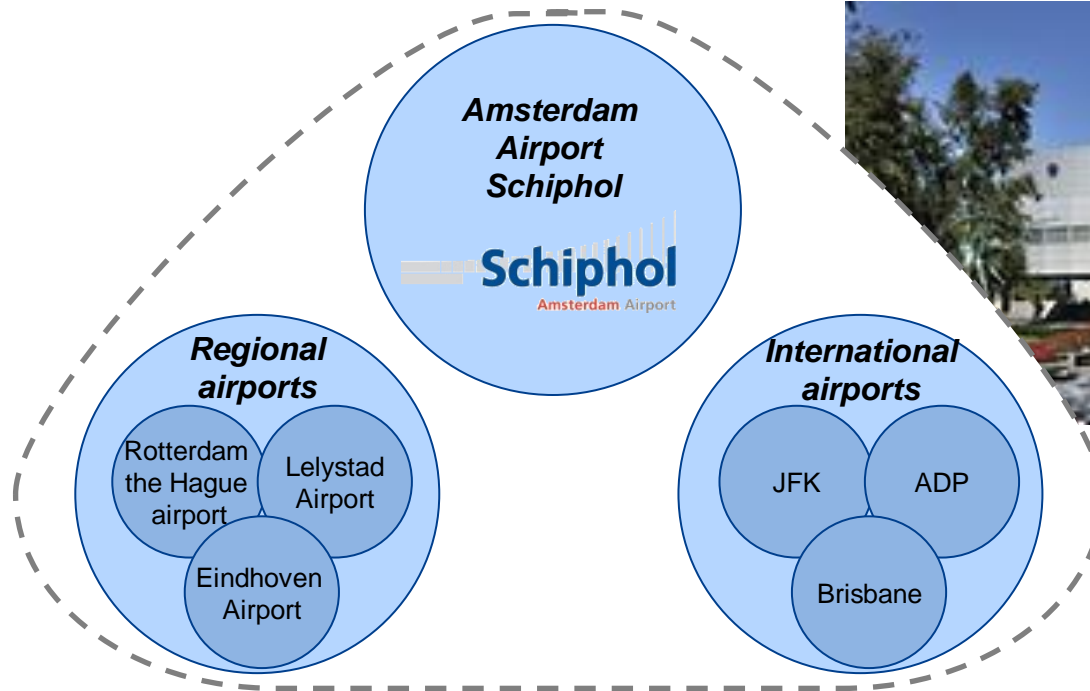 Amsterdam
Airport
Schiphol
Schiphol
Amsterdam Airport
Regional
airports
Rotterdam
the Hague
airport
Lelystad
Airport
Eindhoven
Airport
International
airports
JFK
ADP
Brisbane